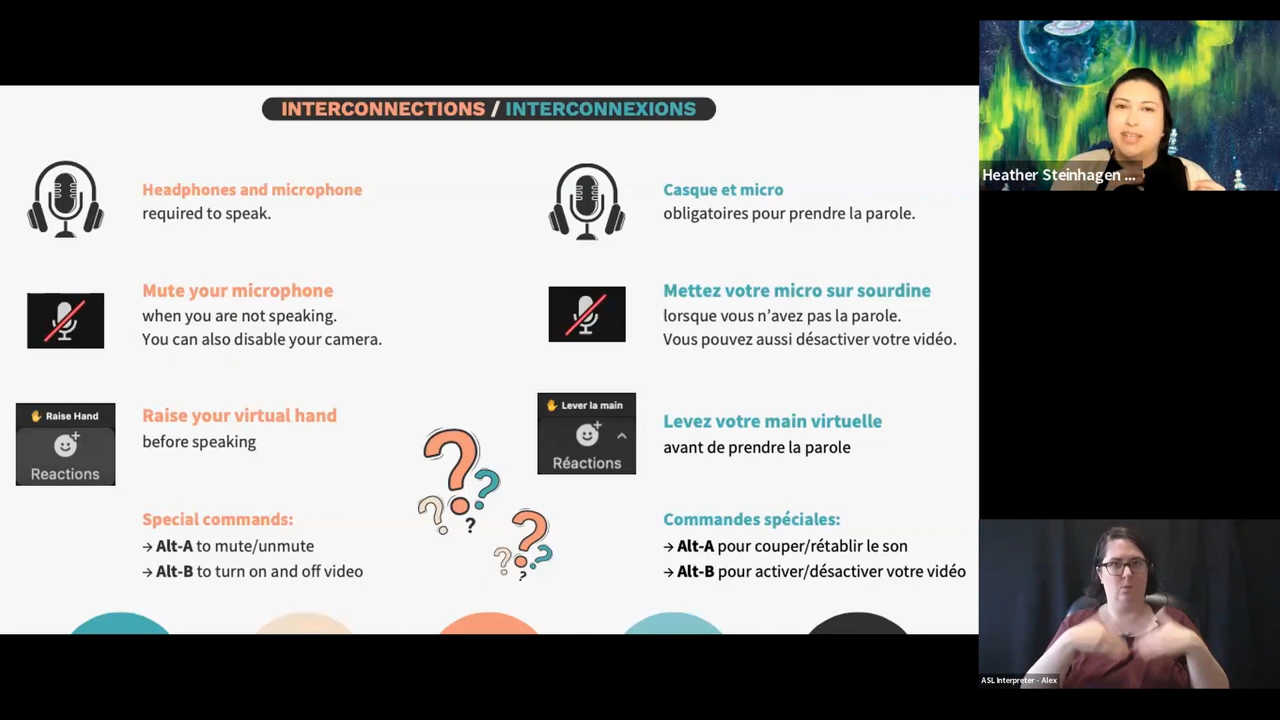 INTERCONNECTIONS / INTERCONNEXIONS
Headphones and microphone
required to speak.
Mute your microphone
when you are not speaking.
You can also disable your camera.
✋ Raise Hand
Reactions
Raise your virtual hand
before speaking
Special commands:
→ Alt-A to mute/unmute
→ Alt-B to turn on and off video
Casque et micro
obligatoires pour prendre la parole.
Mettez votre micro sur sourdine
lorsque vous n’avez pas la parole.
Vous pouvez aussi désactiver votre vidéo.
✋ Lever la main
Réactions
Levez votre main virtuelle
avant de prendre la parole
Commandes spéciales:
→ Alt-A pour couper/rétablir le son
→ Alt-B pour activer/désactiver votre vidéo
? ? ? ?
? ? ? ?
Heather Steinhagen ...
ASL Interpreter - Alex